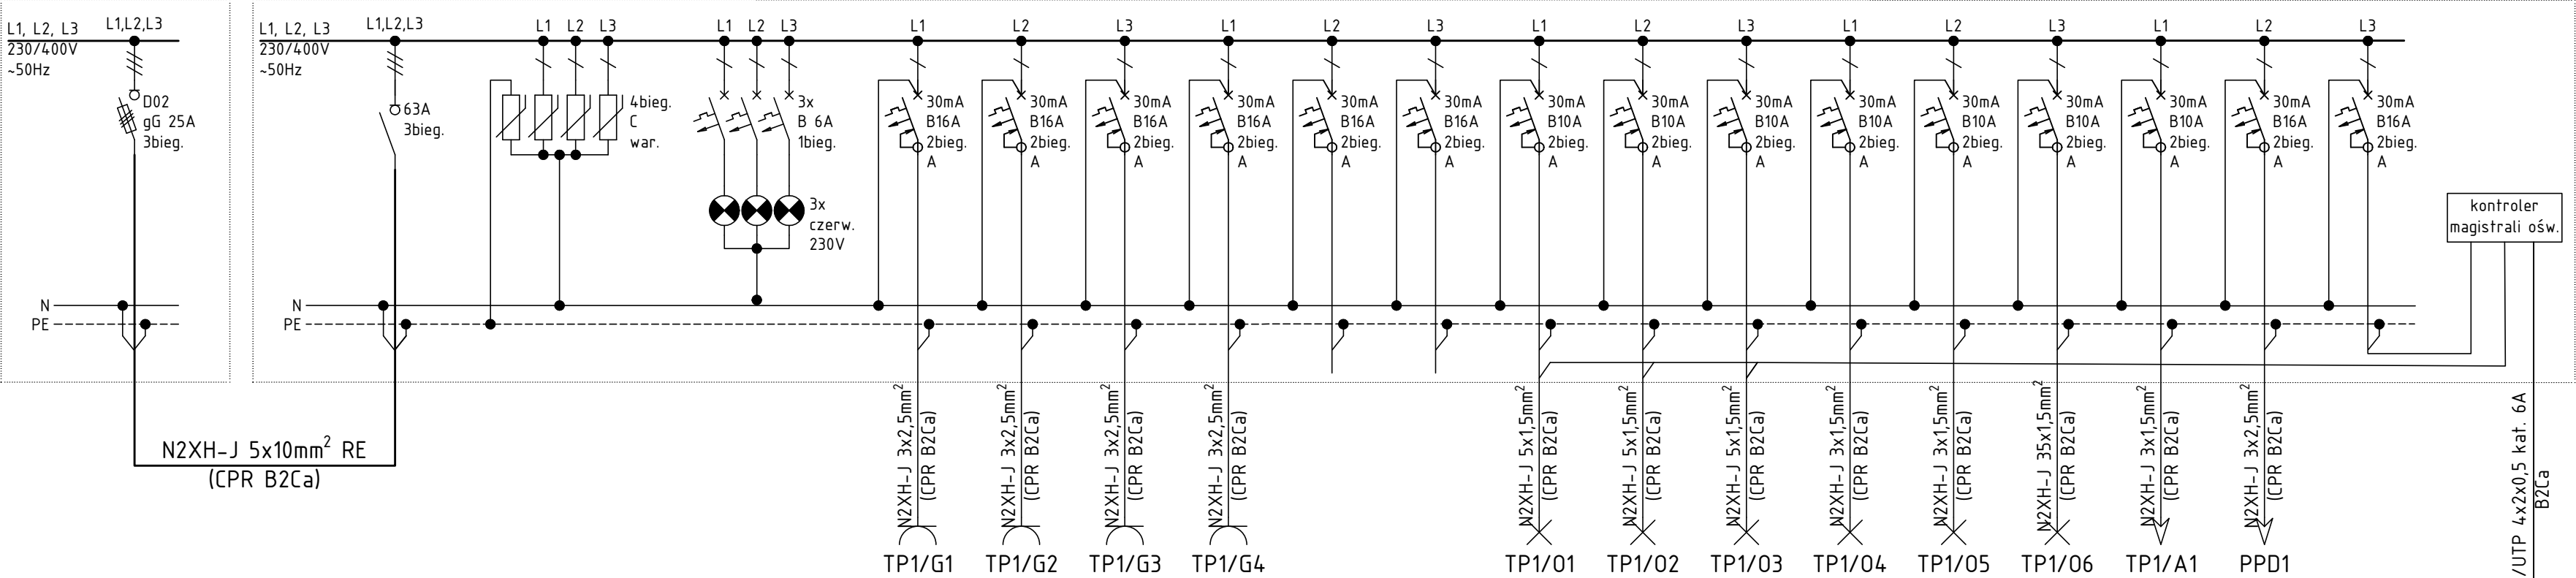 L1, L2, L3
230/400V
~50Hz
L1,L2,L3
D02
gG 25A
3bieg.
N
PE
N2XH-J 5x10mm² RE
(CPR B2Ca)
L1, L2, L3
230/400V
~50Hz
L1,L2,L3
63A
3bieg.
N
PE
L1
L2
L3
4bieg.
C
war.
L1
L2
L3
3x
B 6A
1bieg.
3x
czerw.
230V
L1
30mA
B16A
2bieg.
A
N2XH-J 3x2,5mm²
(CPR B2Ca)
TP1/G1
L2
30mA
B16A
2bieg.
A
N2XH-J 3x2,5mm²
(CPR B2Ca)
TP1/G2
L3
30mA
B16A
2bieg.
A
N2XH-J 3x2,5mm²
(CPR B2Ca)
TP1/G3
L1
30mA
B16A
2bieg.
A
N2XH-J 3x2,5mm²
(CPR B2Ca)
TP1/G4
L2
30mA
B16A
2bieg.
A
L3
30mA
B16A
2bieg.
A
L1
30mA
B10A
2bieg.
A
N2XH-J 5x1,5mm²
(CPR B2Ca)
TP1/O1
L2
30mA
B10A
2bieg.
A
N2XH-J 5x1,5mm²
(CPR B2Ca)
TP1/O2
L3
30mA
B10A
2bieg.
A
N2XH-J 5x1,5mm²
(CPR B2Ca)
TP1/O3
L1
30mA
B10A
2bieg.
A
N2XH-J 3x1,5mm²
(CPR B2Ca)
TP1/O4
L2
30mA
B10A
2bieg.
A
N2XH-J 3x1,5mm²
(CPR B2Ca)
TP1/O5
L3
30mA
B10A
2bieg.
A
N2XH-J 35x1,5mm²
(CPR B2Ca)
TP1/O6
L1
30mA
B10A
2bieg.
A
N2XH-J 3x1,5mm²
(CPR B2Ca)
TP1/A1
L2
30mA
B16A
2bieg.
A
N2XH-J 3x2,5mm²
(CPR B2Ca)
PPD1
L3
30mA
B16A
2bieg.
A
kontroler
magistrali ośw.
/UTP 4x2x0,5 kat. 6A
B2Ca